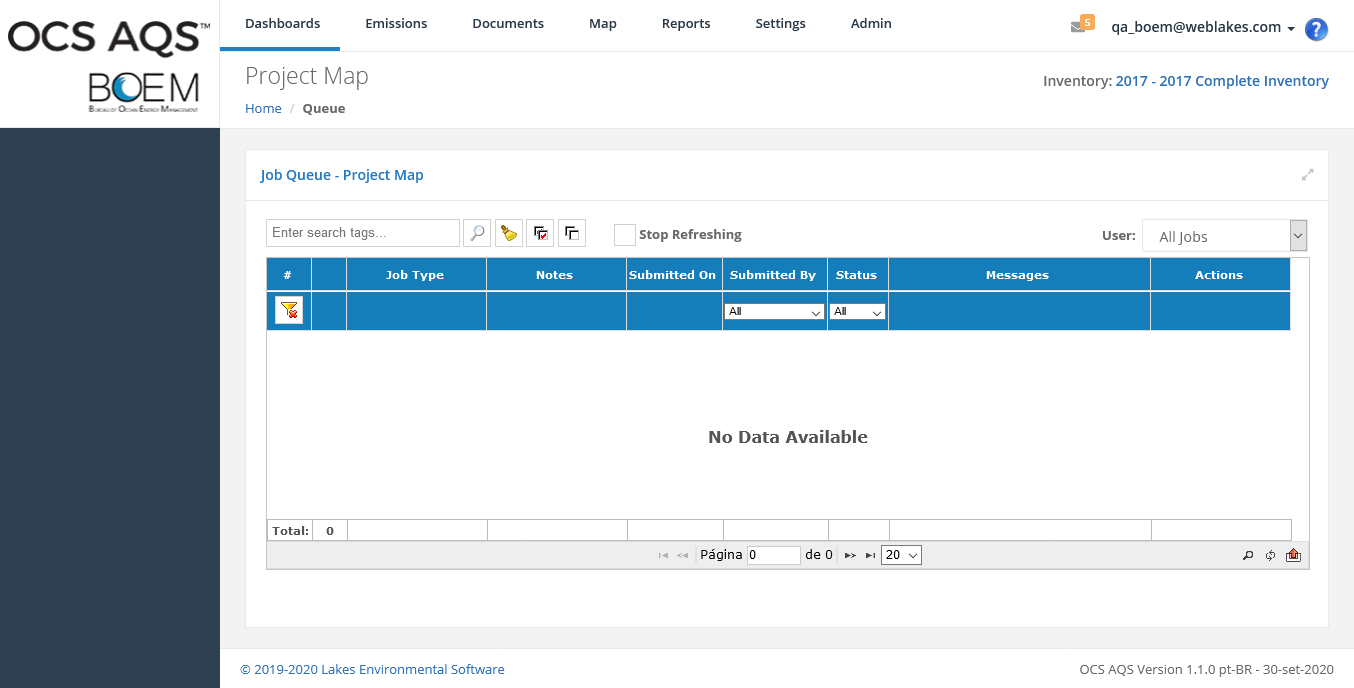 OCS AQS™
BOEM
Bureau of Ocean Energy Management
Dashboards Emissions Documents Map Reports Settings Admin
5 qa_boem@weblakes.com ?
Project Map
Home / Queue
Inventory: 2017 - 2017 Complete Inventory
Job Queue - Project Map
Enter search tags... Stop Refreshing User: All Jobs
# Job Type Notes Submitted On Submitted By Status Messages Actions
All All
No Data Available
Total: 0
Página 0 de 0 20
© 2019-2020 Lakes Environmental Software OCS AQS Version 1.1.0 pt-BR - 30-set-2020